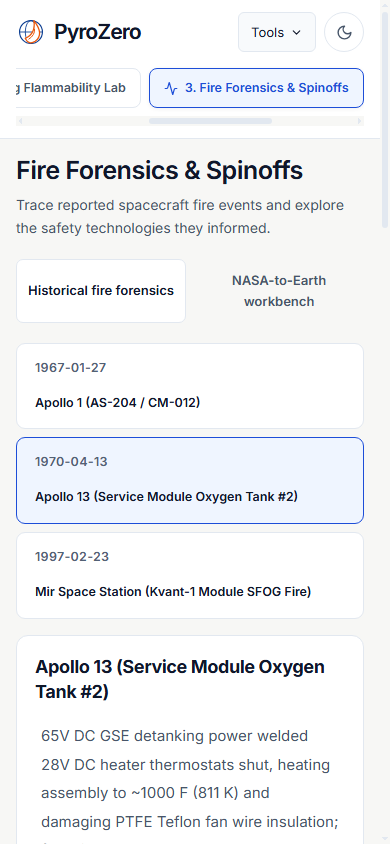 PyroZero
Tools
Flammability Lab
3. Fire Forensics & Spinoffs
Fire Forensics & Spinoffs
Trace reported spacecraft fire events and explore
the safety technologies they informed.
Historical fire forensics
NASA-to-Earth
workbench
1967-01-27
Apollo 1 (AS-204 / CM-012)
1970-04-13
Apollo 13 (Service Module Oxygen Tank #2)
1997-02-23
Mir Space Station (Kvant-1 Module SFOG Fire)
Apollo 13 (Service Module Oxygen
Tank #2)
65V DC GSE detanking power welded
28V DC heater thermostats shut, heating
assembly to ~1000 F (811 K) and
damaging PTFE Teflon fan wire insulation;